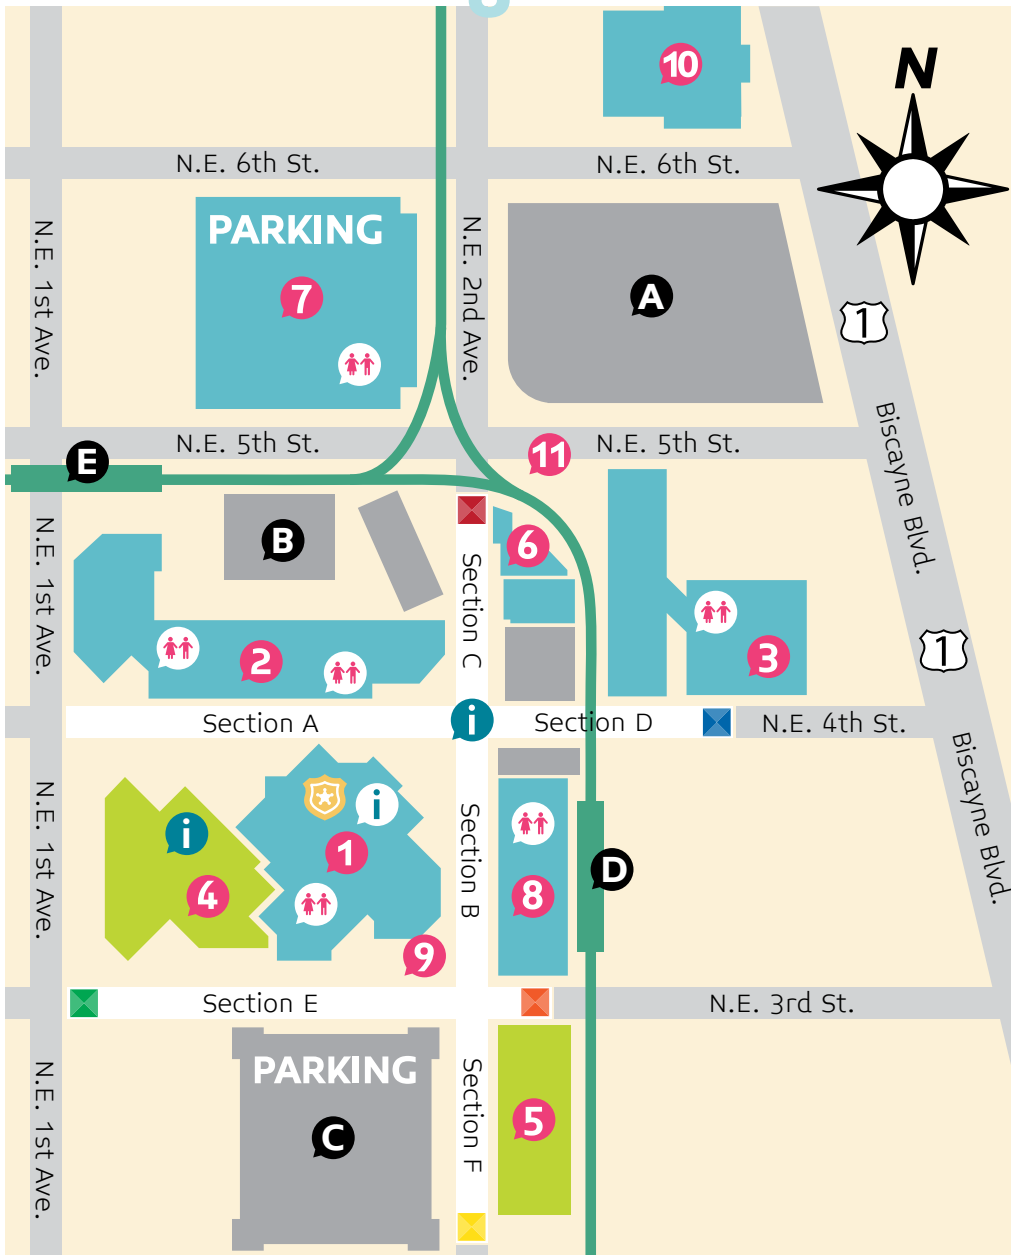 10
N
N.E. 6th St.
N.E. 6th St.
N.E. 1st Ave.
PARKING
7
N.E. 2nd Ave.
A
1
Biscayne Blvd.
N.E. 5th St.
N.E. 5th St.
11
E
B
6
N.E. 1st Ave.
Section C
2
3
1
Section A
i
Section D
N.E. 4th St.
Biscayne Blvd.
N.E. 1st Ave.
i
i
1
4
Section B
8
D
9
Section E
N.E. 3rd St.
N.E. 1st Ave.
PARKING
C
Section F
5